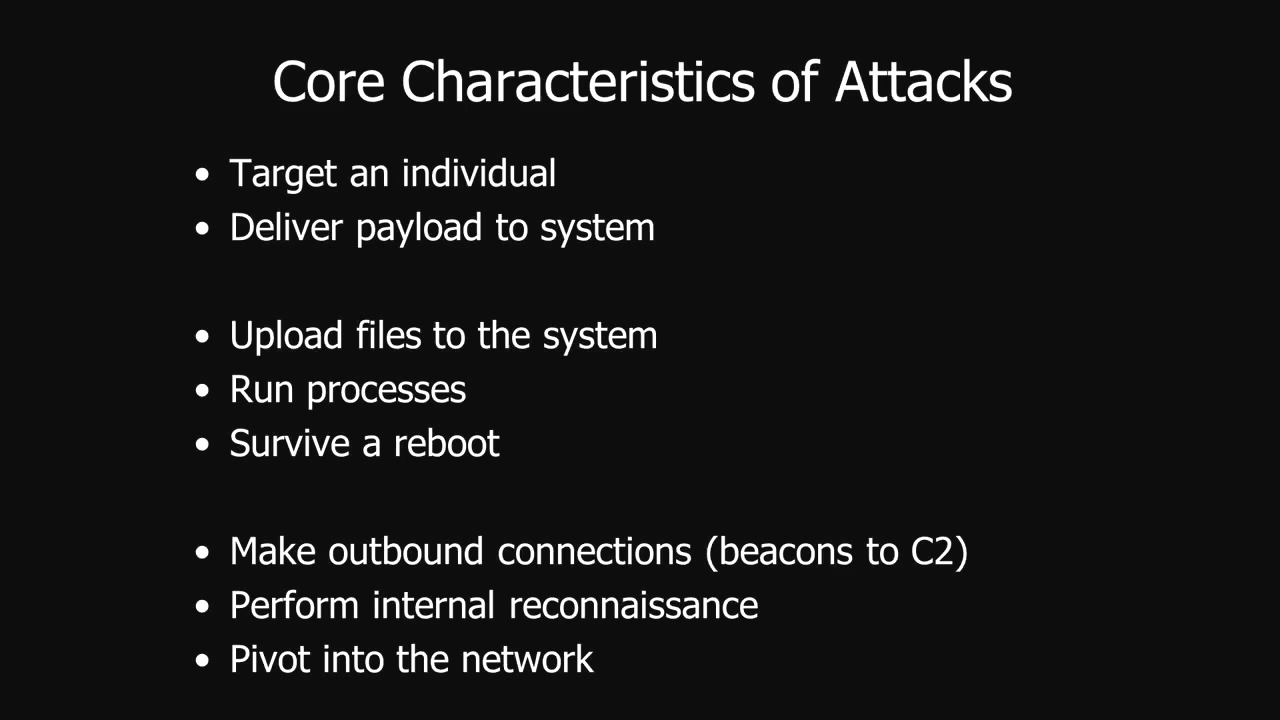 Core Characteristics of Attacks
• Target an individual
• Deliver payload to system
• Upload files to the system
• Run processes
• Survive a reboot
• Make outbound connections (beacons to C2)
• Perform internal reconnaissance
• Pivot into the network